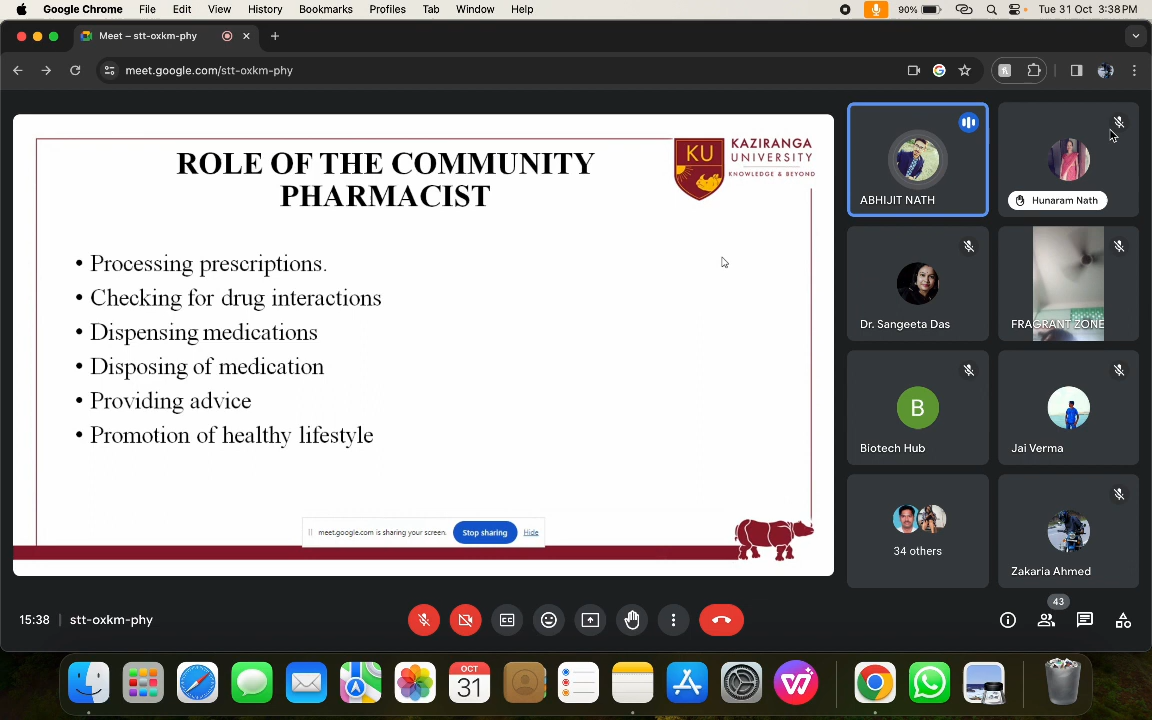 Google Chrome File Edit View History Bookmarks Profiles Tab Window Help
90% Tue 31 Oct 3:38 PM
Meet – stt-oxkm-phy
meet.google.com/stt-oxkm-phy
ROLE OF THE COMMUNITY
PHARMACIST
KU
KAZIRANGA
UNIVERSITY
KNOWLEDGE & BEYOND
• Processing prescriptions.
• Checking for drug interactions
• Dispensing medications
• Disposing of medication
• Providing advice
• Promotion of healthy lifestyle
meet.google.com is sharing your screen. Stop sharing Hide
ABHIJIT NATH
Hunaram Nath
Dr. Sangeeta Das
FRAGRANT ZONE
B
Biotech Hub
Jai Verma
34 others
Zakaria Ahmed
15:38 | stt-oxkm-phy
43
OCT
31